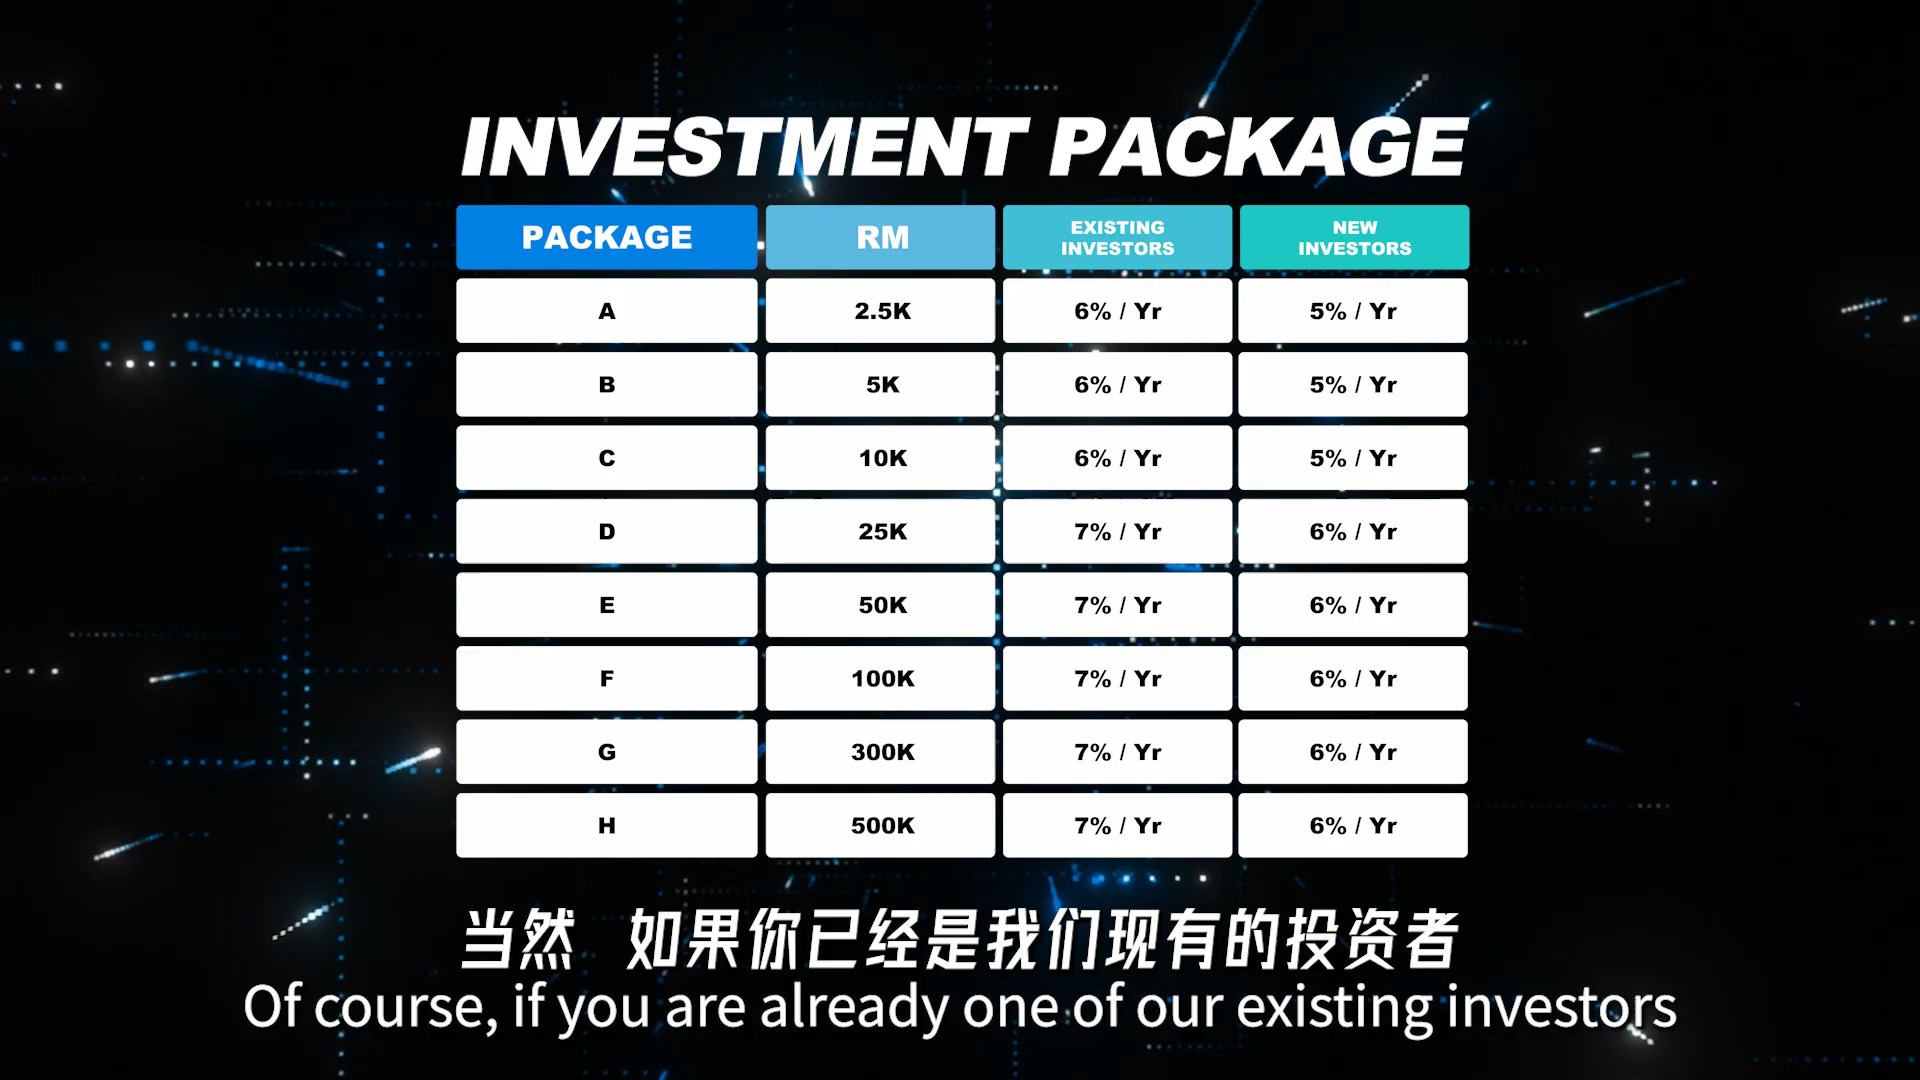 INVESTMENT PACKAGE
PACKAGE RM EXISTING INVESTORS NEW INVESTORS
A 2.5K 6% / Yr 5% / Yr
B 5K 6% / Yr 5% / Yr
C 10K 6% / Yr 5% / Yr
D 25K 7% / Yr 6% / Yr
E 50K 7% / Yr 6% / Yr
F 100K 7% / Yr 6% / Yr
G 300K 7% / Yr 6% / Yr
H 500K 7% / Yr 6% / Yr
当然 如果你已经是我们现有的投资者
Of course, if you are already one of our existing investors